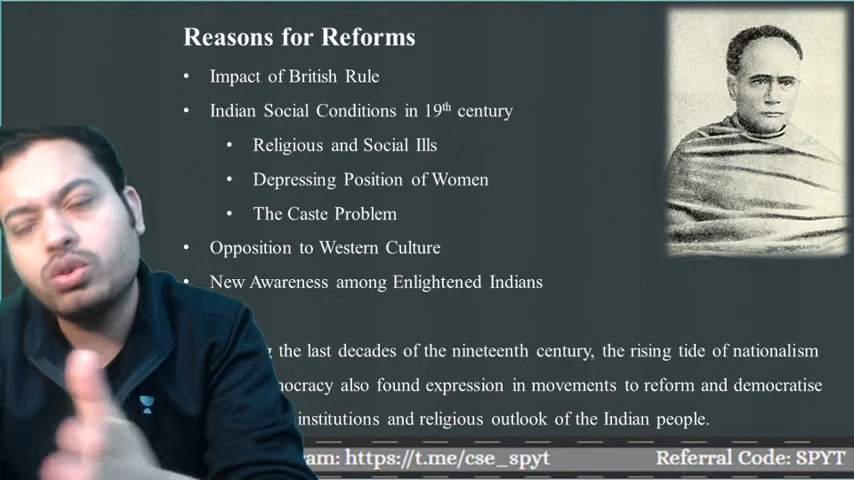 Reasons for Reforms
• Impact of British Rule
• Indian Social Conditions in 19th century
• Religious and Social Ills
• Depressing Position of Women
• The Caste Problem
• Opposition to Western Culture
• New Awareness among Enlightened Indians
the last decades of the nineteenth century, the rising tide of nationalism
also found expression in movements to reform and democratise
institutions and religious outlook of the Indian people.
https://t.me/cse_spyt Referral Code: SPYT